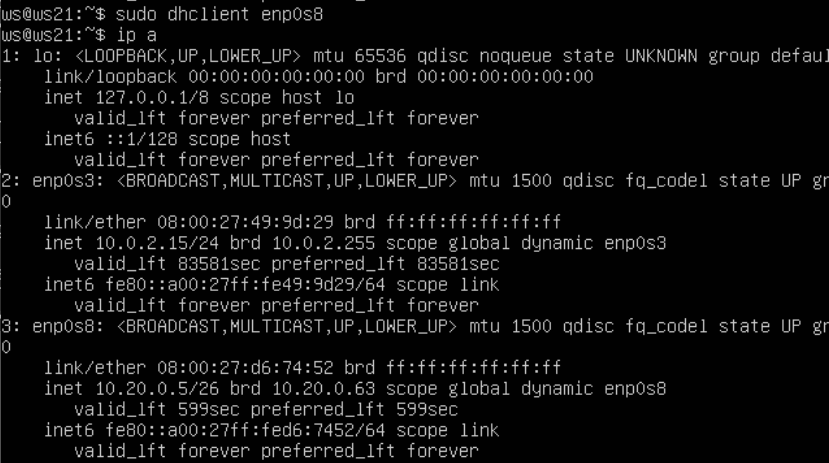 ws@ws21:~$ sudo dhclient enp0s8
ws@ws21:~$ ip a
1: lo: <LOOPBACK,UP,LOWER_UP> mtu 65536 qdisc noqueue state UNKNOWN group defaul
    link/loopback 00:00:00:00:00:00 brd 00:00:00:00:00:00
    inet 127.0.0.1/8 scope host lo
       valid_lft forever preferred_lft forever
    inet6 ::1/128 scope host
       valid_lft forever preferred_lft forever
2: enp0s3: <BROADCAST,MULTICAST,UP,LOWER_UP> mtu 1500 qdisc fq_codel state UP gr
0
    link/ether 08:00:27:49:9d:29 brd ff:ff:ff:ff:ff:ff
    inet 10.0.2.15/24 brd 10.0.2.255 scope global dynamic enp0s3
       valid_lft 83581sec preferred_lft 83581sec
    inet6 fe80::a00:27ff:fe49:9d29/64 scope link
       valid_lft forever preferred_lft forever
3: enp0s8: <BROADCAST,MULTICAST,UP,LOWER_UP> mtu 1500 qdisc fq_codel state UP gr
0
    link/ether 08:00:27:d6:74:52 brd ff:ff:ff:ff:ff:ff
    inet 10.20.0.5/26 brd 10.20.0.63 scope global dynamic enp0s8
       valid_lft 599sec preferred_lft 599sec
    inet6 fe80::a00:27ff:fed6:7452/64 scope link
       valid_lft forever preferred_lft forever